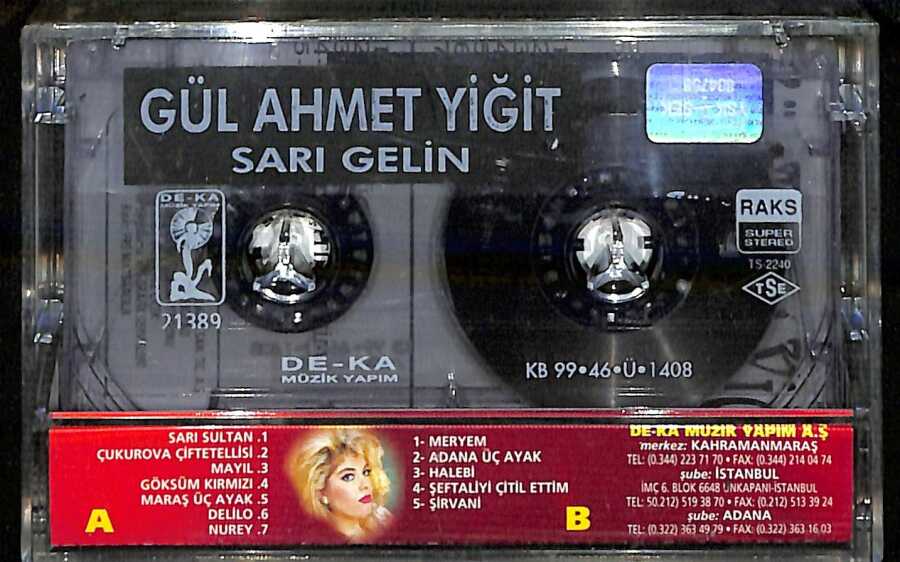 GÜL AHMET YİĞİT
SARI GELİN
DE-KA
MÜZİK YAPIM
21389
RAKS
SUPER
STEREO
TS-2240
TSE
DE-KA
MÜZİK YAPIM
KB 99•46•Ü•1408
SARI SULTAN .1
ÇUKUROVA ÇİFTETELLİSİ .2
MAYIL .3
GÖKSÜM KIRMIZI .4
MARAŞ ÜÇ AYAK .5
DELİLO .6
NUREY .7
A
1- MERYEM
2- ADANA ÜÇ AYAK
3- HALEBİ
4- ŞEFTALİYİ ÇİTİL ETTİM
5- ŞİRVANİ
B
DE-KA MÜZİK YAPIM A.Ş
merkez: KAHRAMANMARAŞ
TEL: (0.344) 223 71 70 • FAX: (0.344) 214 04 74
şube: İSTANBUL
İMÇ 6. BLOK 6648 UNKAPANI-İSTANBUL
TEL: 50.212) 519 38 70 • FAX: (0.212) 513 39 24
şube: ADANA
TEL: (0.322) 363 49 79 • FAX: (0.322) 363 16 03